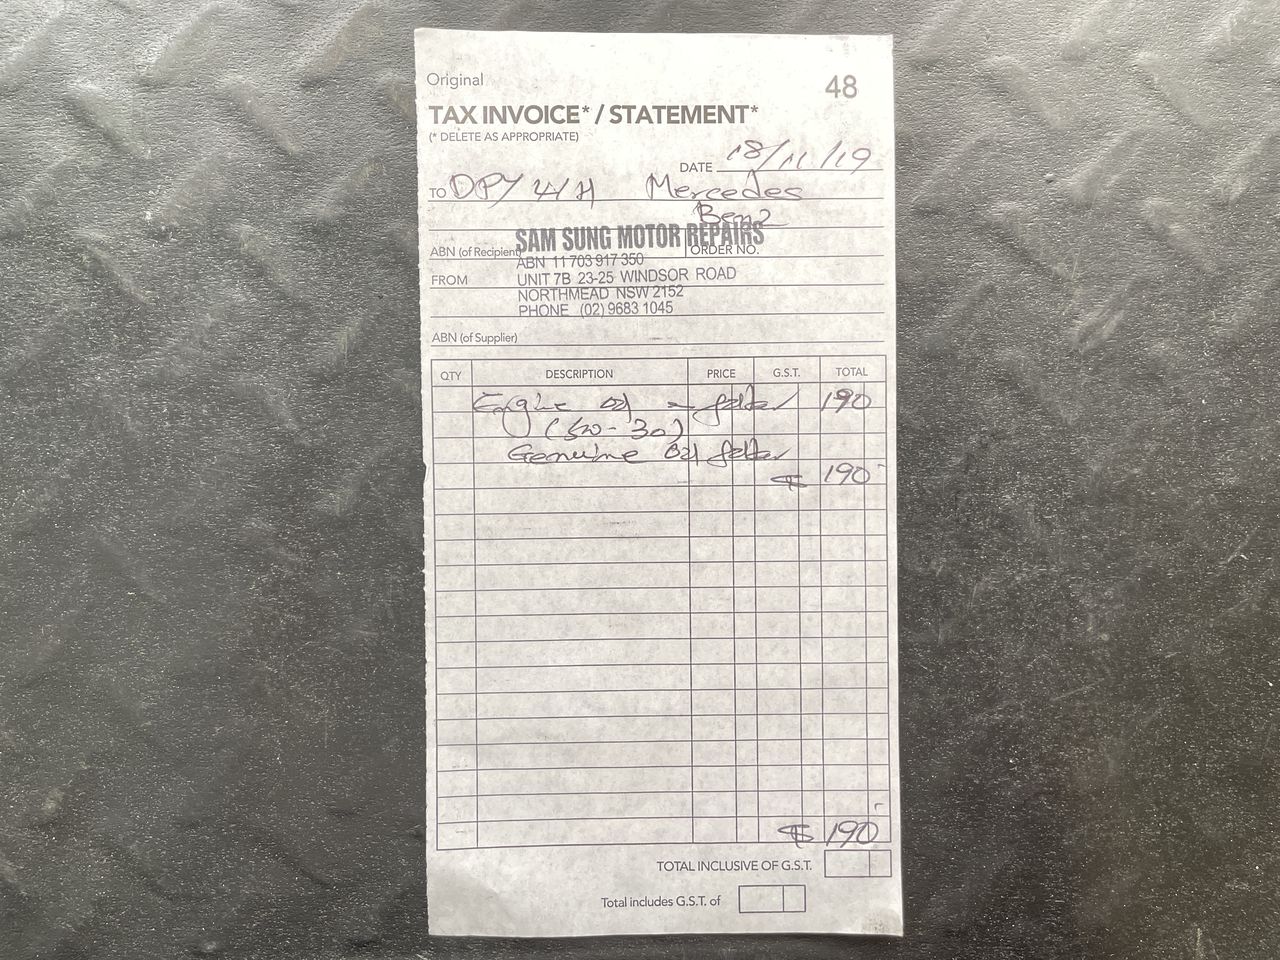 Original
48
TAX INVOICE* / STATEMENT*
(* DELETE AS APPROPRIATE)
DATE 18/11/19
TO DPY 41H Mercedes
Benz
SAM SUNG MOTOR REPAIRS
ABN (of Recipient) ORDER NO.
ABN 11 703 917 350
FROM UNIT 7B 23-25 WINDSOR ROAD
NORTHMEAD NSW 2152
PHONE (02) 9683 1045
ABN (of Supplier)
QTY DESCRIPTION PRICE G.S.T. TOTAL
Engine oil filter 190
(5w-30)
Genuine oil filter
$ 190
$ 190
TOTAL INCLUSIVE OF G.S.T.
Total includes G.S.T. of